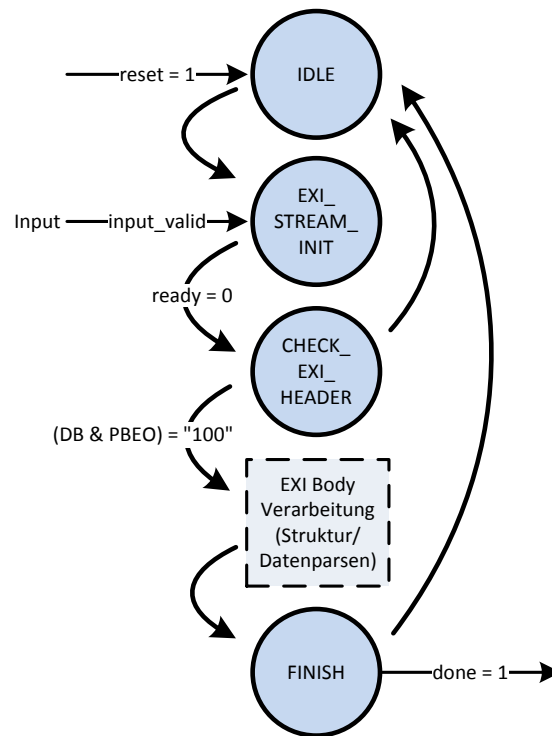 reset = 1
IDLE
EXI_
STREAM_
INIT
Input
input_valid
ready = 0
CHECK_
EXI_
HEADER
(DB & PBEO) = "100"
EXI Body
Verarbeitung
(Struktur/
Datenparsen)
FINISH
done = 1